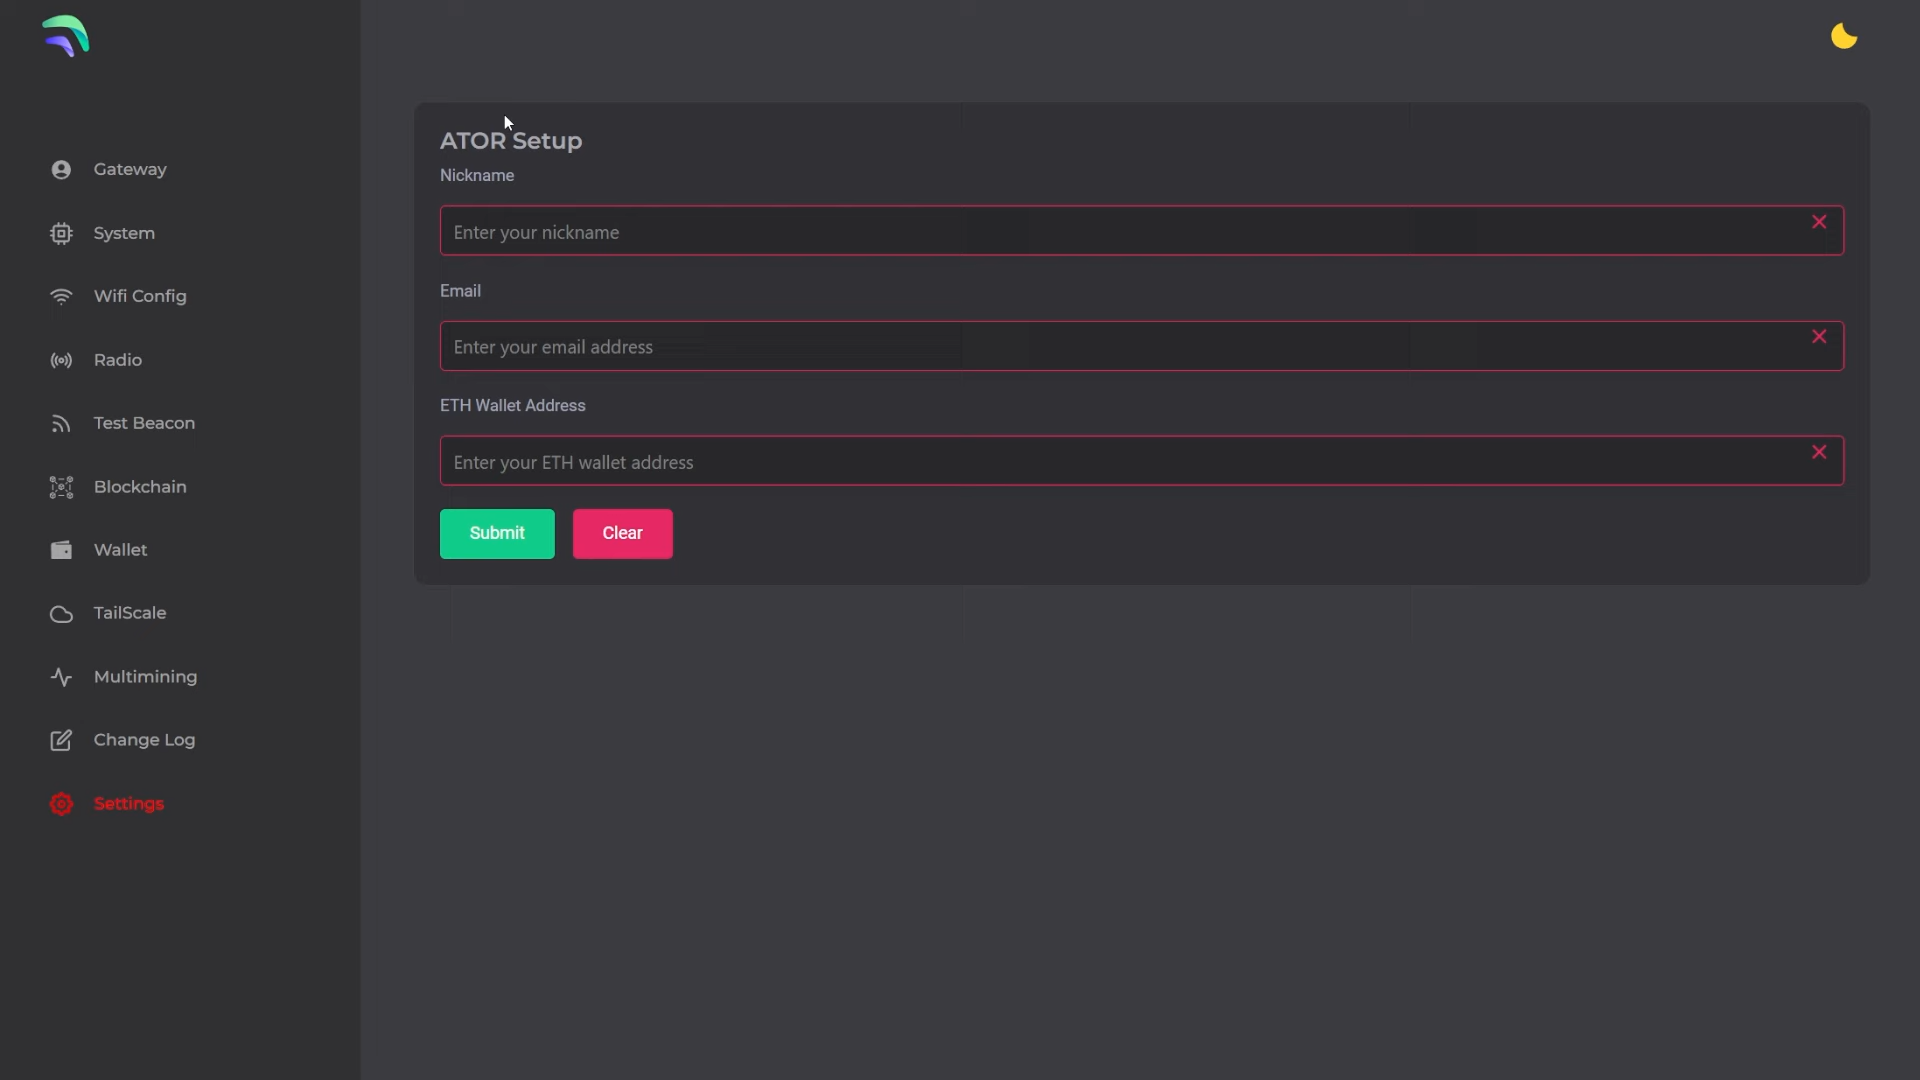 Gateway
System
Wifi Config
Radio
Test Beacon
Blockchain
Wallet
TailScale
Multimining
Change Log
Settings
ATOR Setup
Nickname
Enter your nickname
Email
Enter your email address
ETH Wallet Address
Enter your ETH wallet address
Submit
Clear